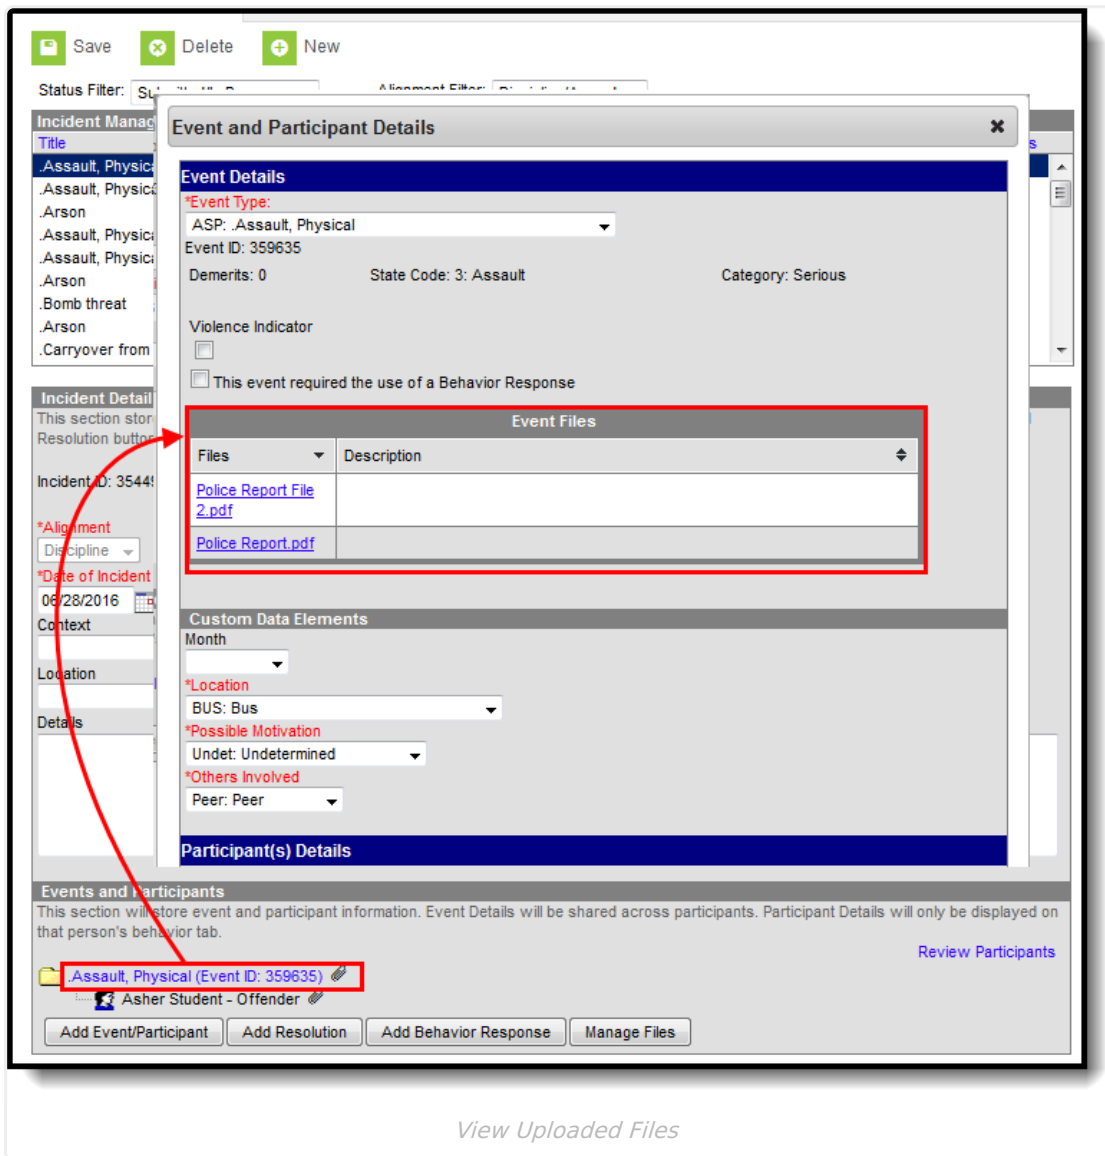 Save Delete New
Status Filter:
Event and Participant Details
Incident Manag
Title
.Assault, Physica
.Assault, Physica
.Arson
.Assault, Physica
.Assault, Physica
.Arson
.Bomb threat
.Arson
.Carryover from
Event Details
*Event Type:
ASP: .Assault, Physical
Event ID: 359635
Demerits: 0 State Code: 3: Assault Category: Serious
Violence Indicator
This event required the use of a Behavior Response
Event Files
Files Description
Police Report File
2.pdf
Police Report.pdf
Custom Data Elements
Month
*Location
BUS: Bus
*Possible Motivation
Undet: Undetermined
*Others Involved
Peer: Peer
Participant(s) Details
Incident Detail
This section stor
Resolution button
Incident ID: 35449
*Alignment
Discipline
*Date of Incident
06/28/2016
Context
Location
Details
Events and Participants
This section will store event and participant information. Event Details will be shared across participants. Participant Details will only be displayed on
that person's behavior tab.
Review Participants
.Assault, Physical (Event ID: 359635)
Asher Student - Offender
Add Event/Participant Add Resolution Add Behavior Response Manage Files
View Uploaded Files